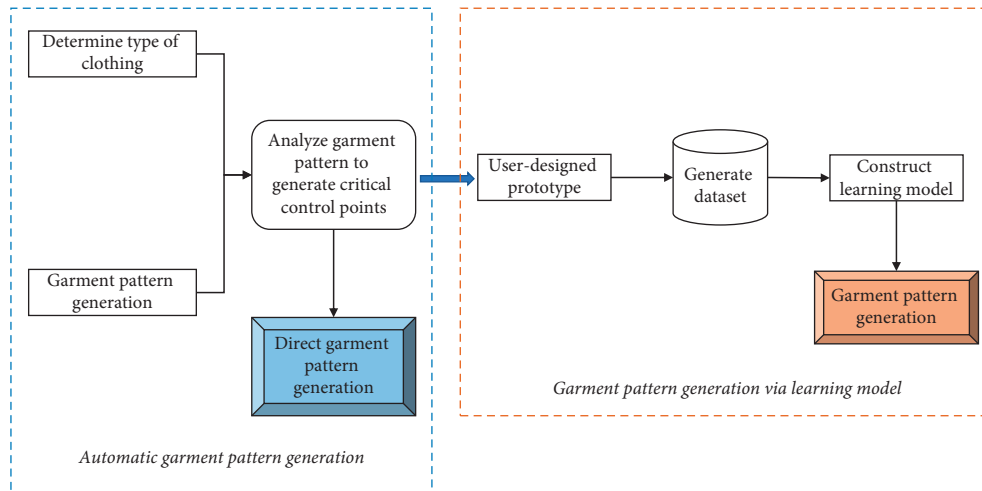 Determine type of
clothing
Garment pattern
generation
Analyze garment
pattern to
generate critical
control points
Direct garment
pattern
generation
Automatic garment pattern generation
User-designed
prototype
Generate
dataset
Construct
learning model
Garment pattern
generation
Garment pattern generation via learning model